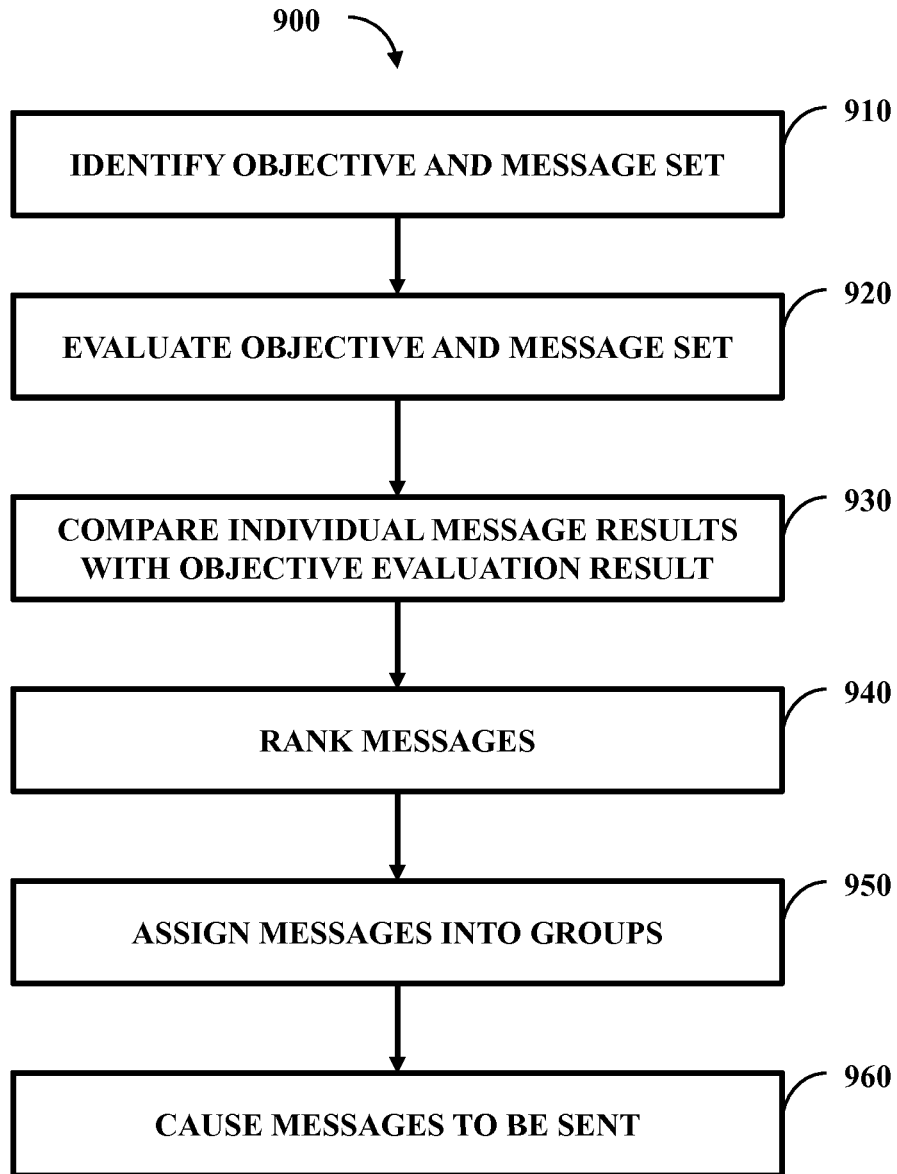 900
910
IDENTIFY OBJECTIVE AND MESSAGE SET
920
EVALUATE OBJECTIVE AND MESSAGE SET
930
COMPARE INDIVIDUAL MESSAGE RESULTS
WITH OBJECTIVE EVALUATION RESULT
940
RANK MESSAGES
950
ASSIGN MESSAGES INTO GROUPS
960
CAUSE MESSAGES TO BE SENT